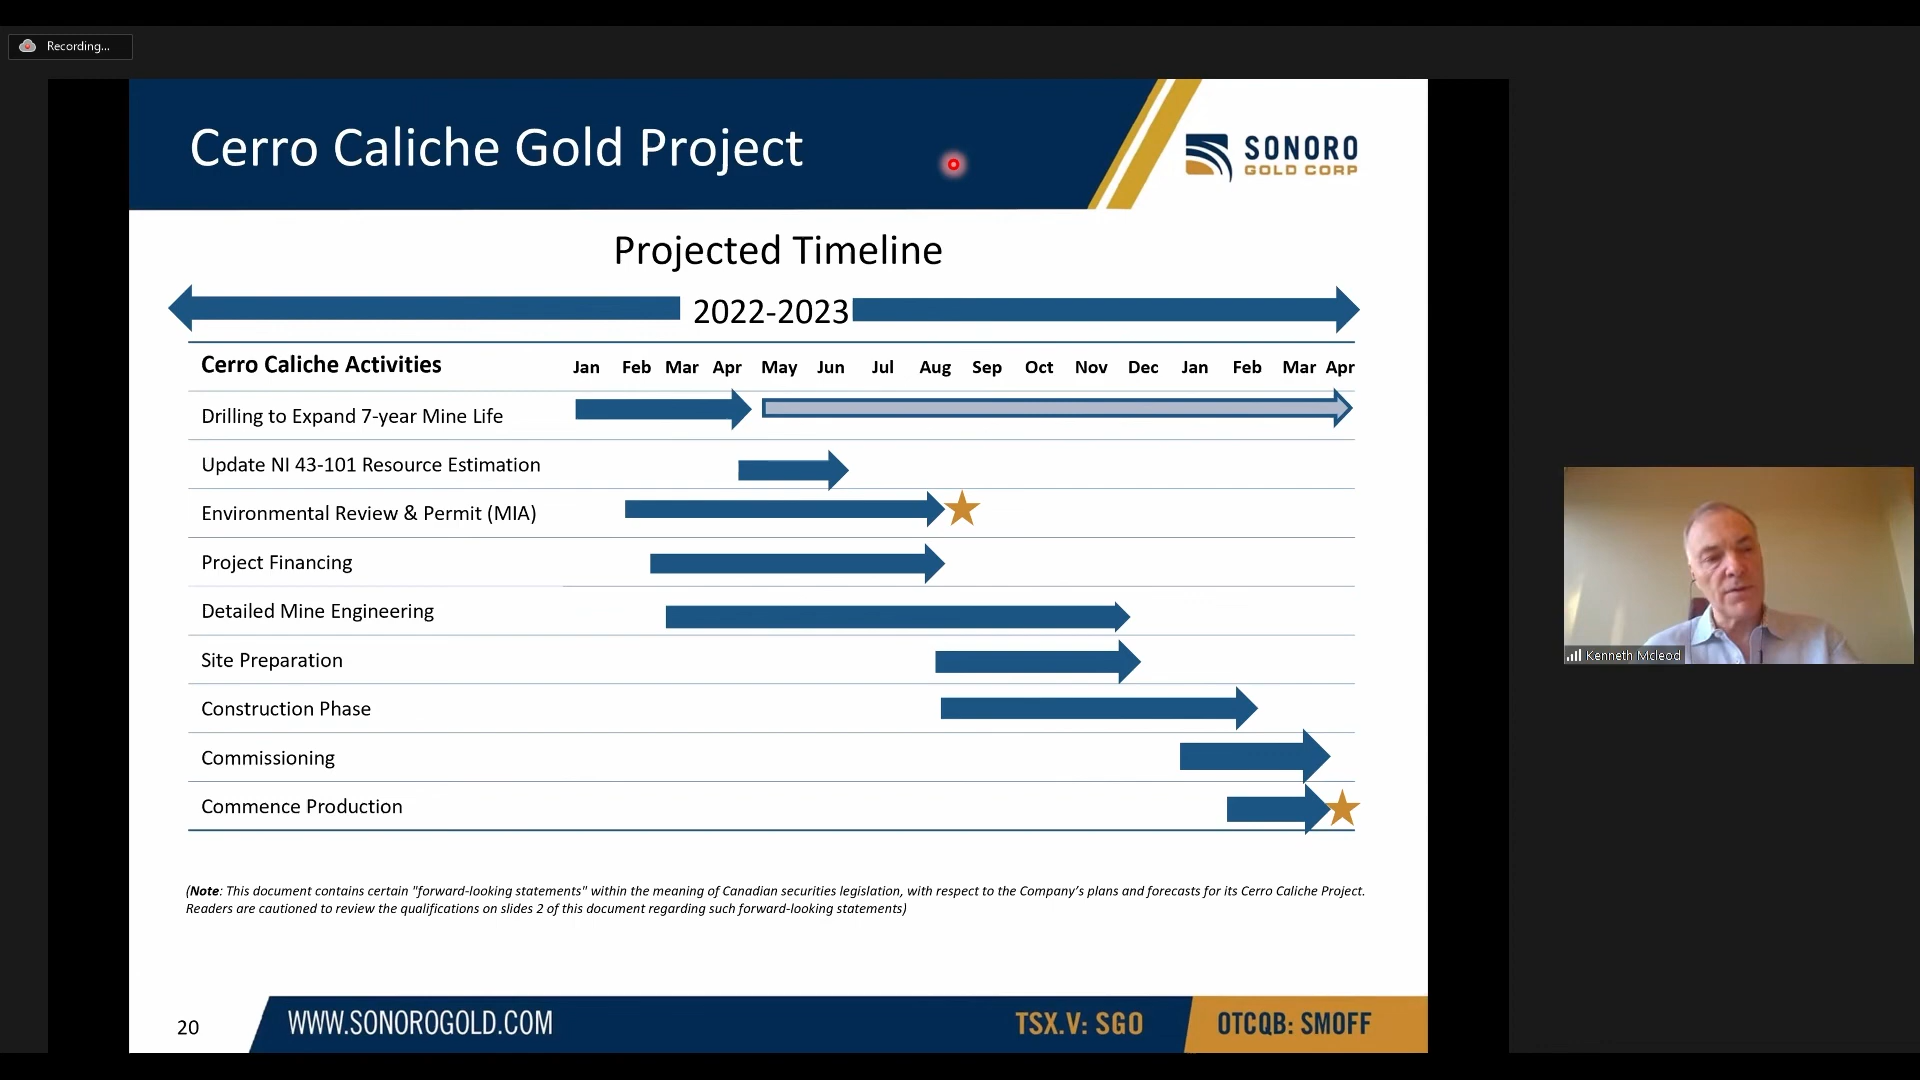 Recording...
Cerro Caliche Gold Project
SONORO
GOLD CORP
Projected Timeline
2022-2023
Cerro Caliche Activities Jan Feb Mar Apr May Jun Jul Aug Sep Oct Nov Dec Jan Feb Mar Apr
Drilling to Expand 7-year Mine Life
Update NI 43-101 Resource Estimation
Environmental Review & Permit (MIA)
Project Financing
Detailed Mine Engineering
Site Preparation
Construction Phase
Commissioning
Commence Production
Kenneth Mcleod
(Note: This document contains certain "forward-looking statements" within the meaning of Canadian securities legislation, with respect to the Company's plans and forecasts for its Cerro Caliche Project.
Readers are cautioned to review the qualifications on slides 2 of this document regarding such forward-looking statements)
20 WWW.SONOROGOLD.COM TSX.V: SGO OTCQB: SMOFF